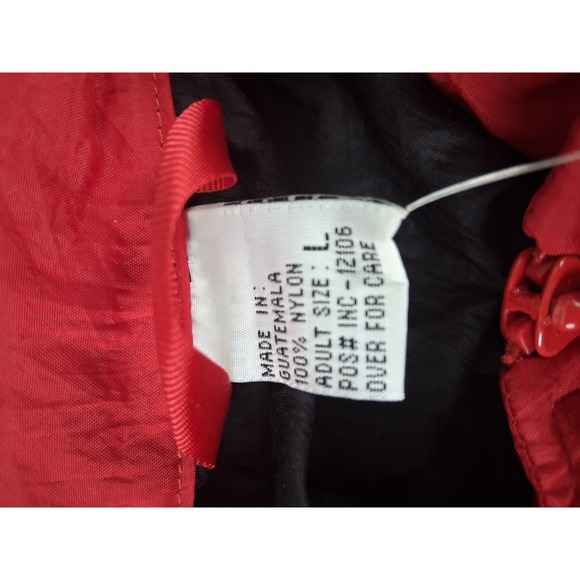 MADE IN:
GUATEMALA
100% NYLON
ADULT SIZE: L
POS# INC-12106
OVER FOR CARE